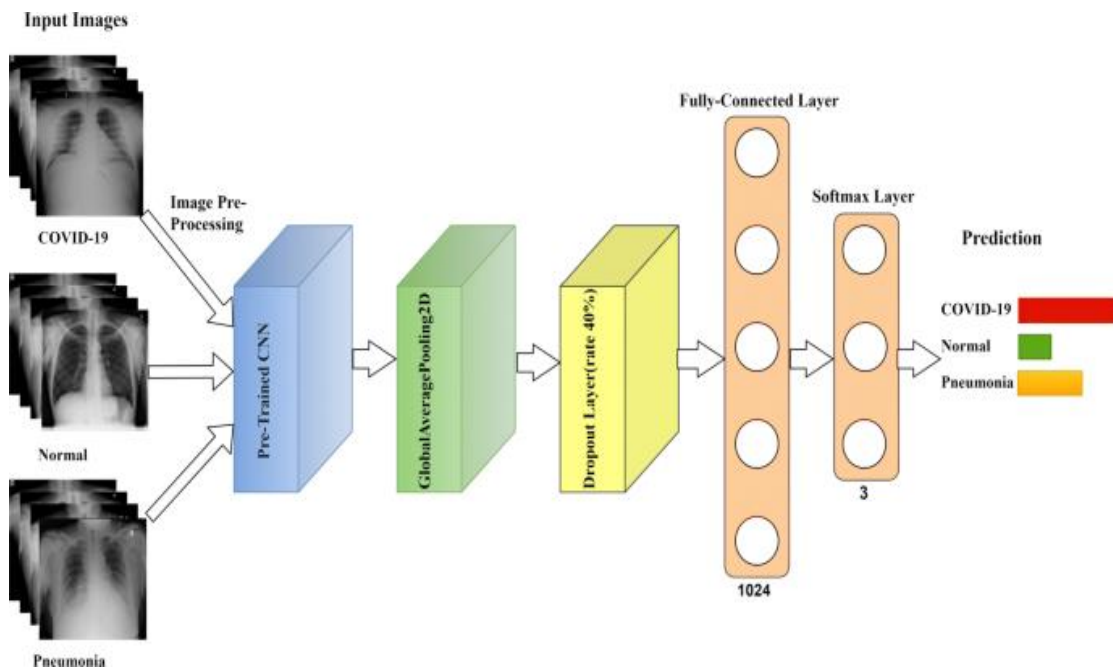 Input Images
COVID-19
Normal
Pneumonia
Image Pre-
Processing
Pre-Trained CNN
GlobalAveragePooling2D
Dropout Layer(rate 40%)
Fully-Connected Layer
1024
Softmax Layer
3
Prediction
COVID-19
Normal
Pneumonia